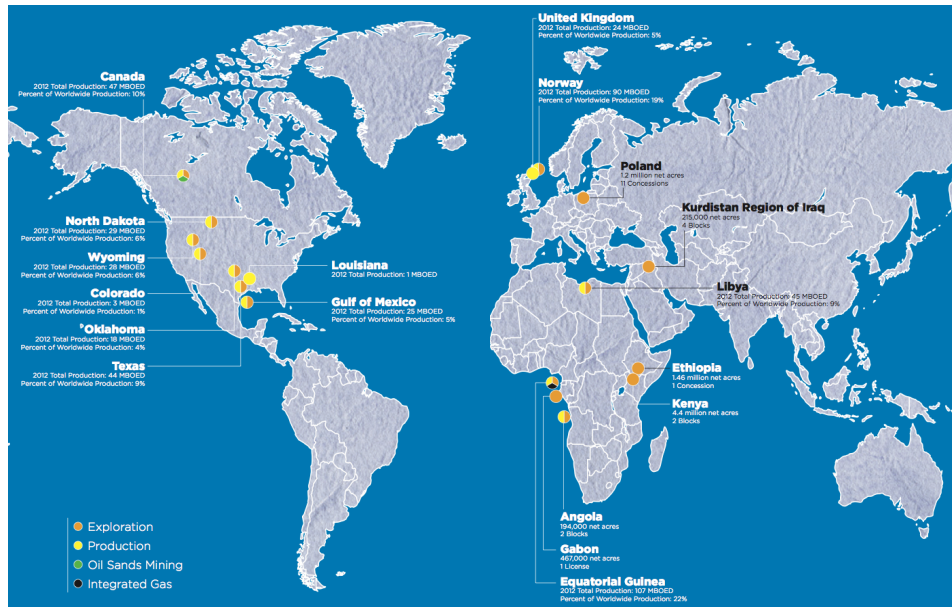 United Kingdom
2012 Total Production: 24 MBOED
Percent of Worldwide Production: 5%
Canada
2012 Total Production: 47 MBOED
Percent of Worldwide Production: 10%
Norway
2012 Total Production: 90 MBOED
Percent of Worldwide Production: 19%
Poland
1.2 million net acres
11 Concessions
Kurdistan Region of Iraq
215,000 net acres
4 Blocks
North Dakota
2012 Total Production: 29 MBOED
Percent of Worldwide Production: 6%
Wyoming
2012 Total Production: 28 MBOED
Percent of Worldwide Production: 6%
Louisiana
2012 Total Production: 1 MBOED
Colorado
2012 Total Production: 3 MBOED
Percent of Worldwide Production: 1%
Gulf of Mexico
2012 Total Production: 25 MBOED
Percent of Worldwide Production: 5%
Libya
2012 Total Production: 45 MBOED
Percent of Worldwide Production: 9%
Oklahoma
2012 Total Production: 18 MBOED
Percent of Worldwide Production: 4%
Texas
2012 Total Production: 44 MBOED
Percent of Worldwide Production: 9%
Ethiopia
1.46 million net acres
1 Concession
Kenya
4.4 million net acres
2 Blocks
Angola
194,000 net acres
2 Blocks
Gabon
467,000 net acres
1 License
Equatorial Guinea
2012 Total Production: 107 MBOED
Percent of Worldwide Production: 22%
Exploration
Production
Oil Sands Mining
Integrated Gas